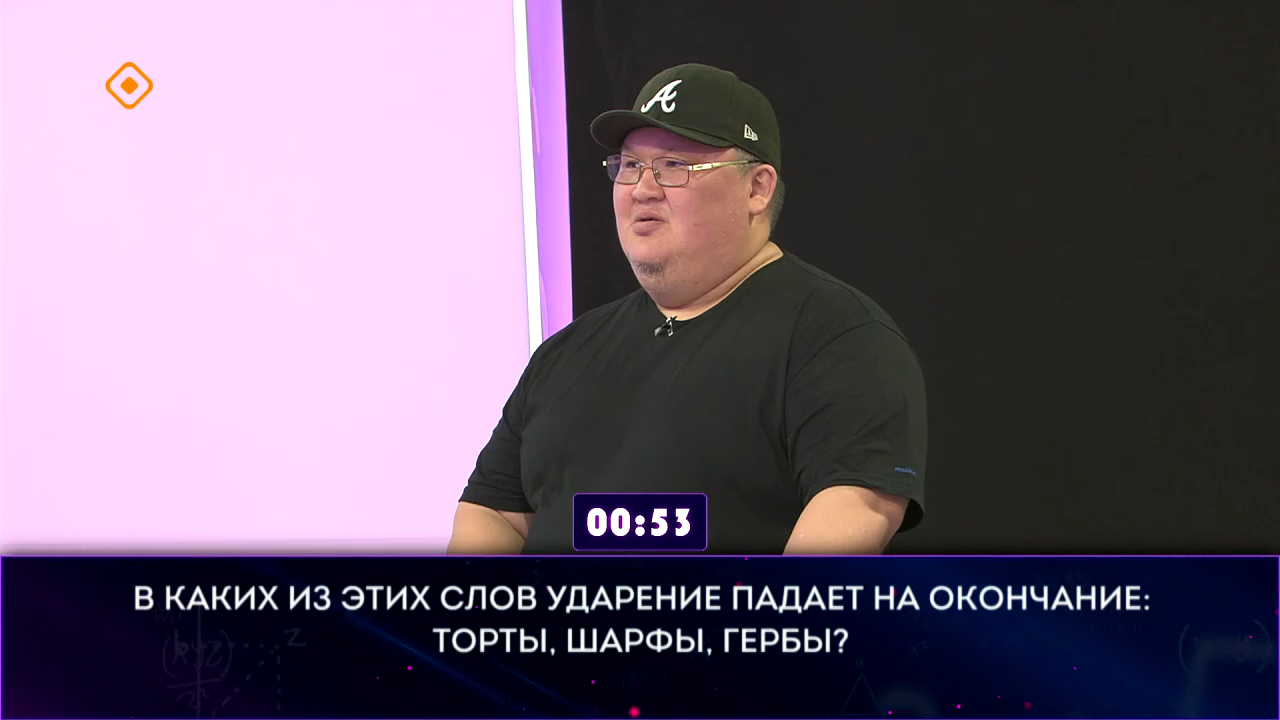 A
00:53
В КАКИХ ИЗ ЭТИХ СЛОВ УДАРЕНИЕ ПАДАЕТ НА ОКОНЧАНИЕ:
ТОРТЫ, ШАРФЫ, ГЕРБЫ?